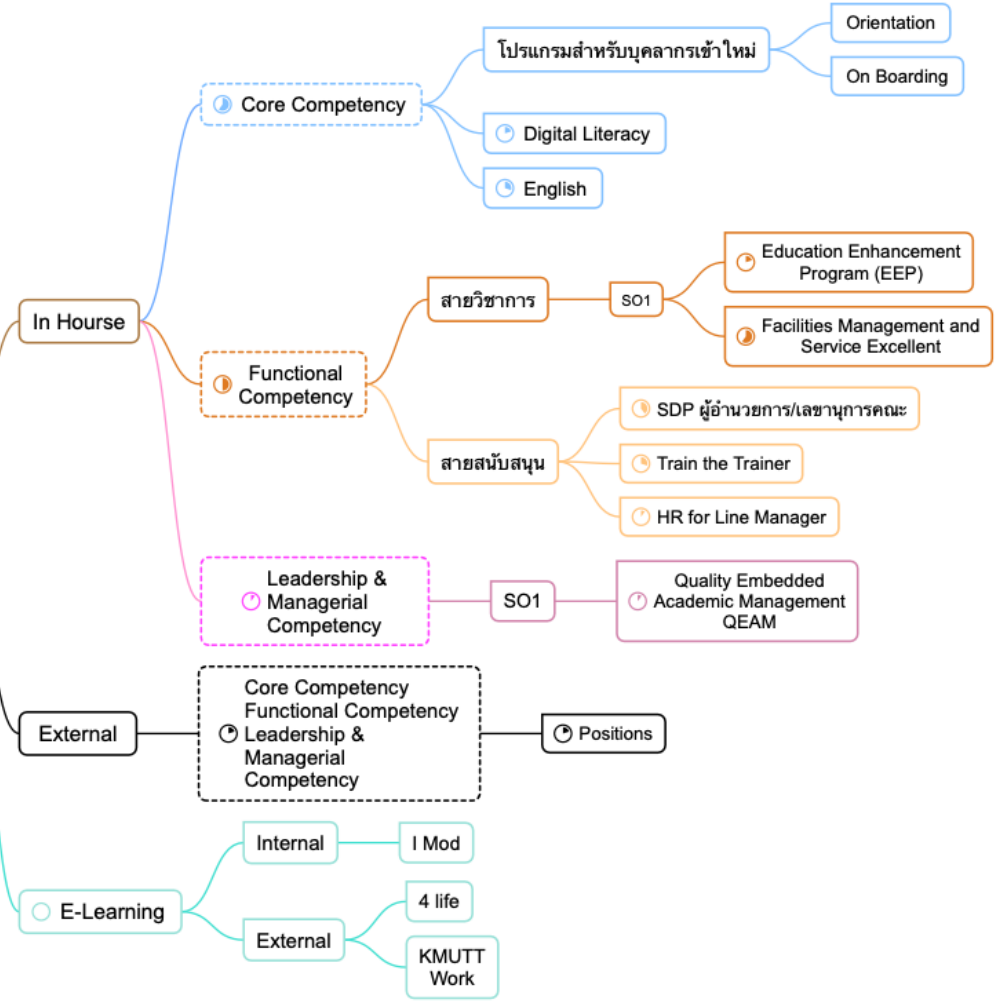 Orientation
โปรแกรมสำหรับบุคลากรเข้าใหม่
On Boarding
Core Competency
Digital Literacy
English
Education Enhancement
Program (EEP)
สายวิชาการ
SO1
In Hourse
Facilities Management and
Service Excellent
Functional
Competency
SDP ผู้อำนวยการ/เลขานุการคณะ
สายสนับสนุน
Train the Trainer
HR for Line Manager
Leadership &
Managerial
Competency
SO1
Quality Embedded
Academic Management
QEAM
External
Core Competency
Functional Competency
Leadership &
Managerial
Competency
Positions
Internal
I Mod
E-Learning
4 life
External
KMUTT
Work